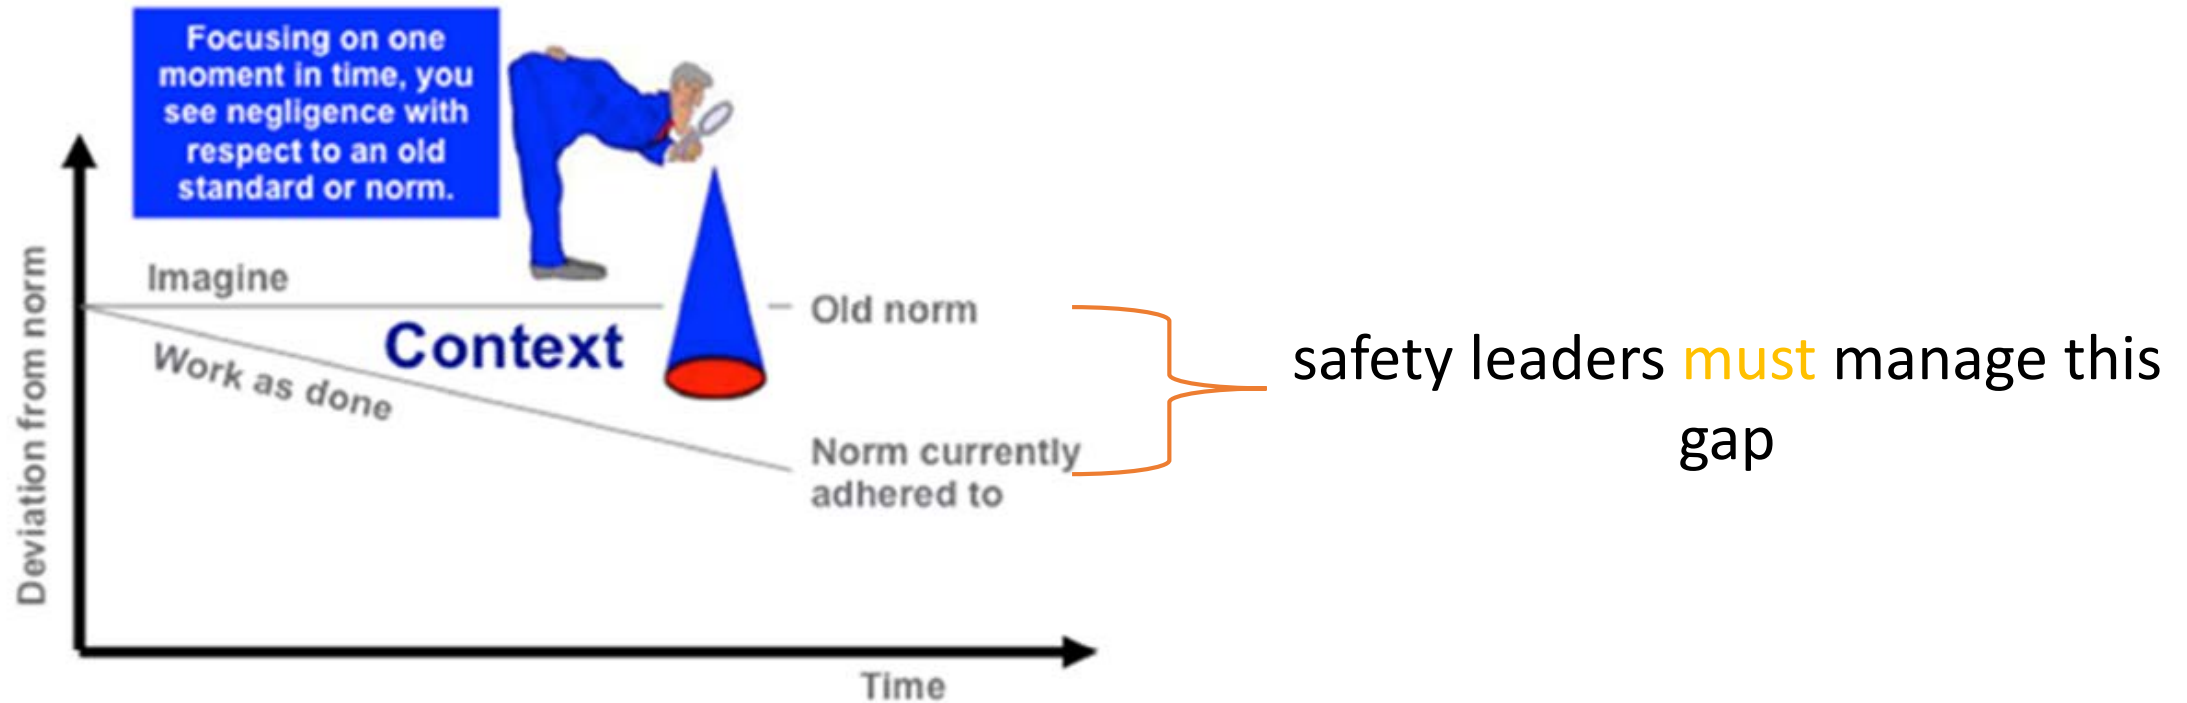 Focusing on one
moment in time, you
see negligence with
respect to an old
standard or norm.
Deviation from norm
Imagine
Old norm
Context
Work as done
Norm currently
adhered to
Time
safety leaders must manage this
gap